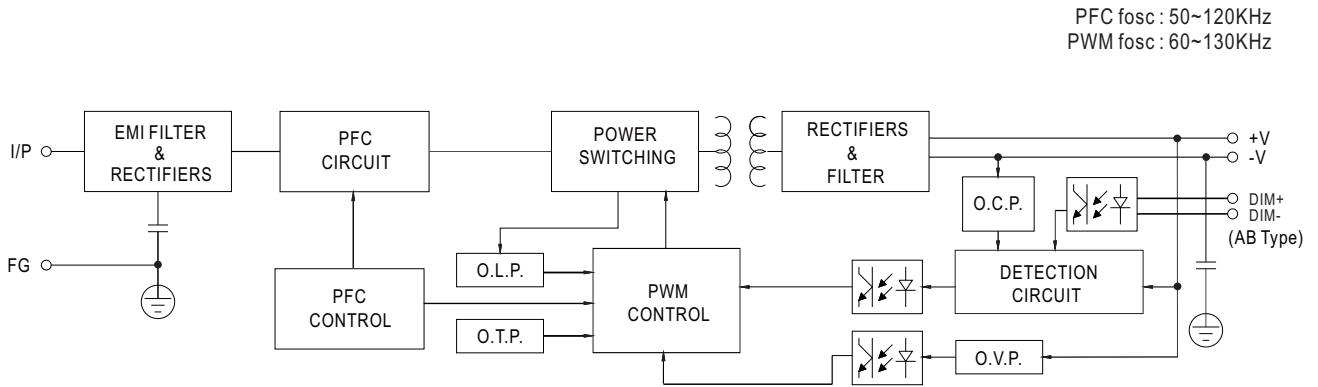 PFC fosc : 50~120KHz
PWM fosc : 60~130KHz
I/P
EMI FILTER
&
RECTIFIERS
PFC
CIRCUIT
POWER
SWITCHING
RECTIFIERS
&
FILTER
+V
-V
O.C.P.
DIM+
DIM-
(AB Type)
FG
O.L.P.
PFC
CONTROL
PWM
CONTROL
DETECTION
CIRCUIT
O.T.P.
O.V.P.